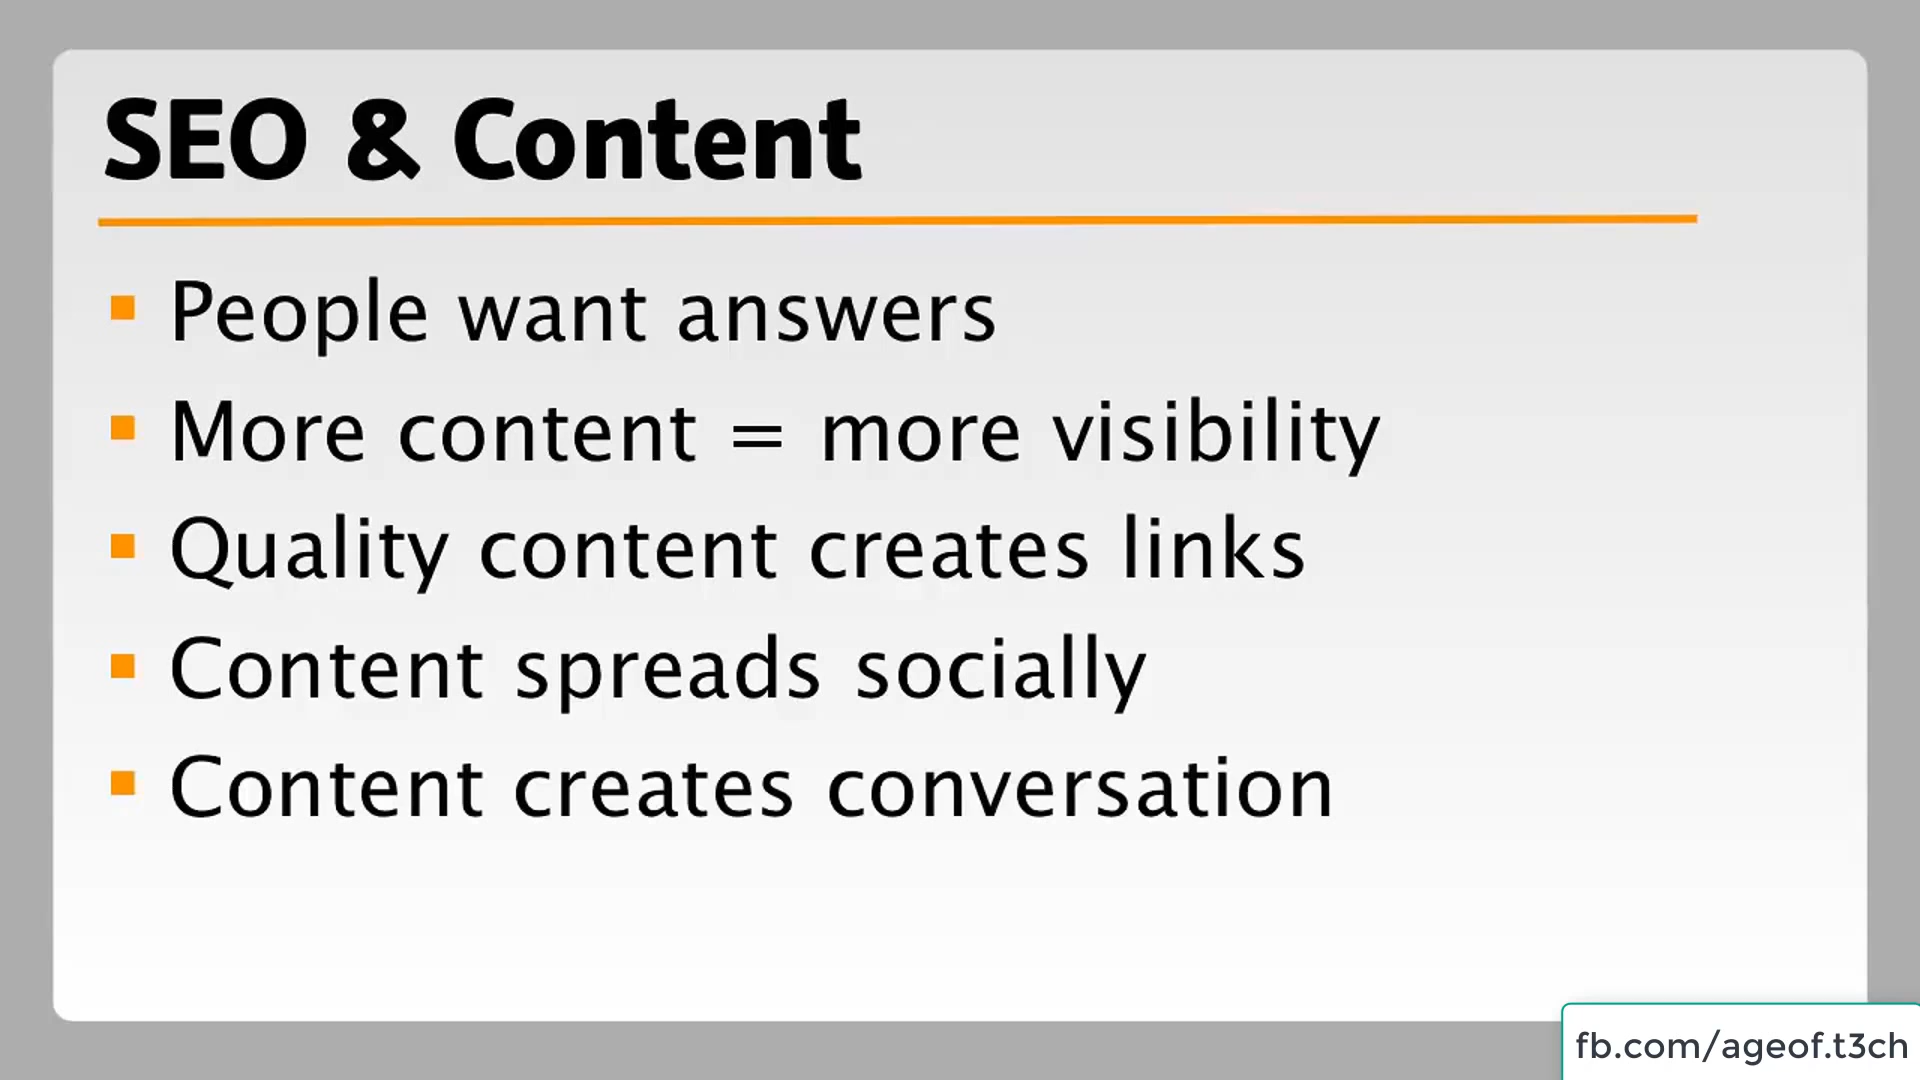 SEO & Content
People want answers
More content = more visibility
Quality content creates links
Content spreads socially
Content creates conversation
fb.com/ageof.t3ch